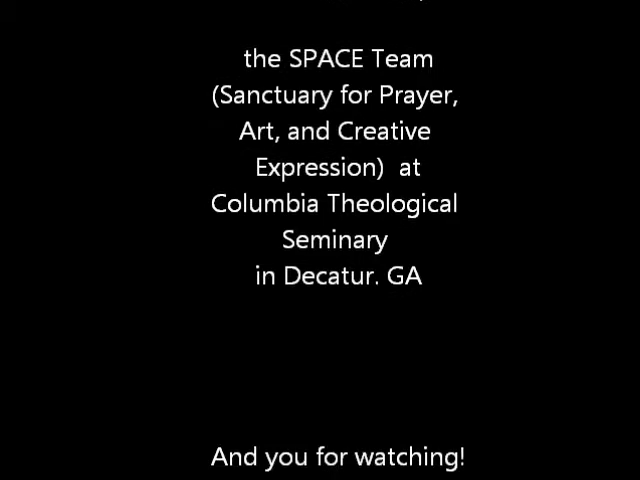 the SPACE Team
(Sanctuary for Prayer,
Art, and Creative
Expression)  at
Columbia Theological
Seminary
in Decatur. GA
And you for watching!